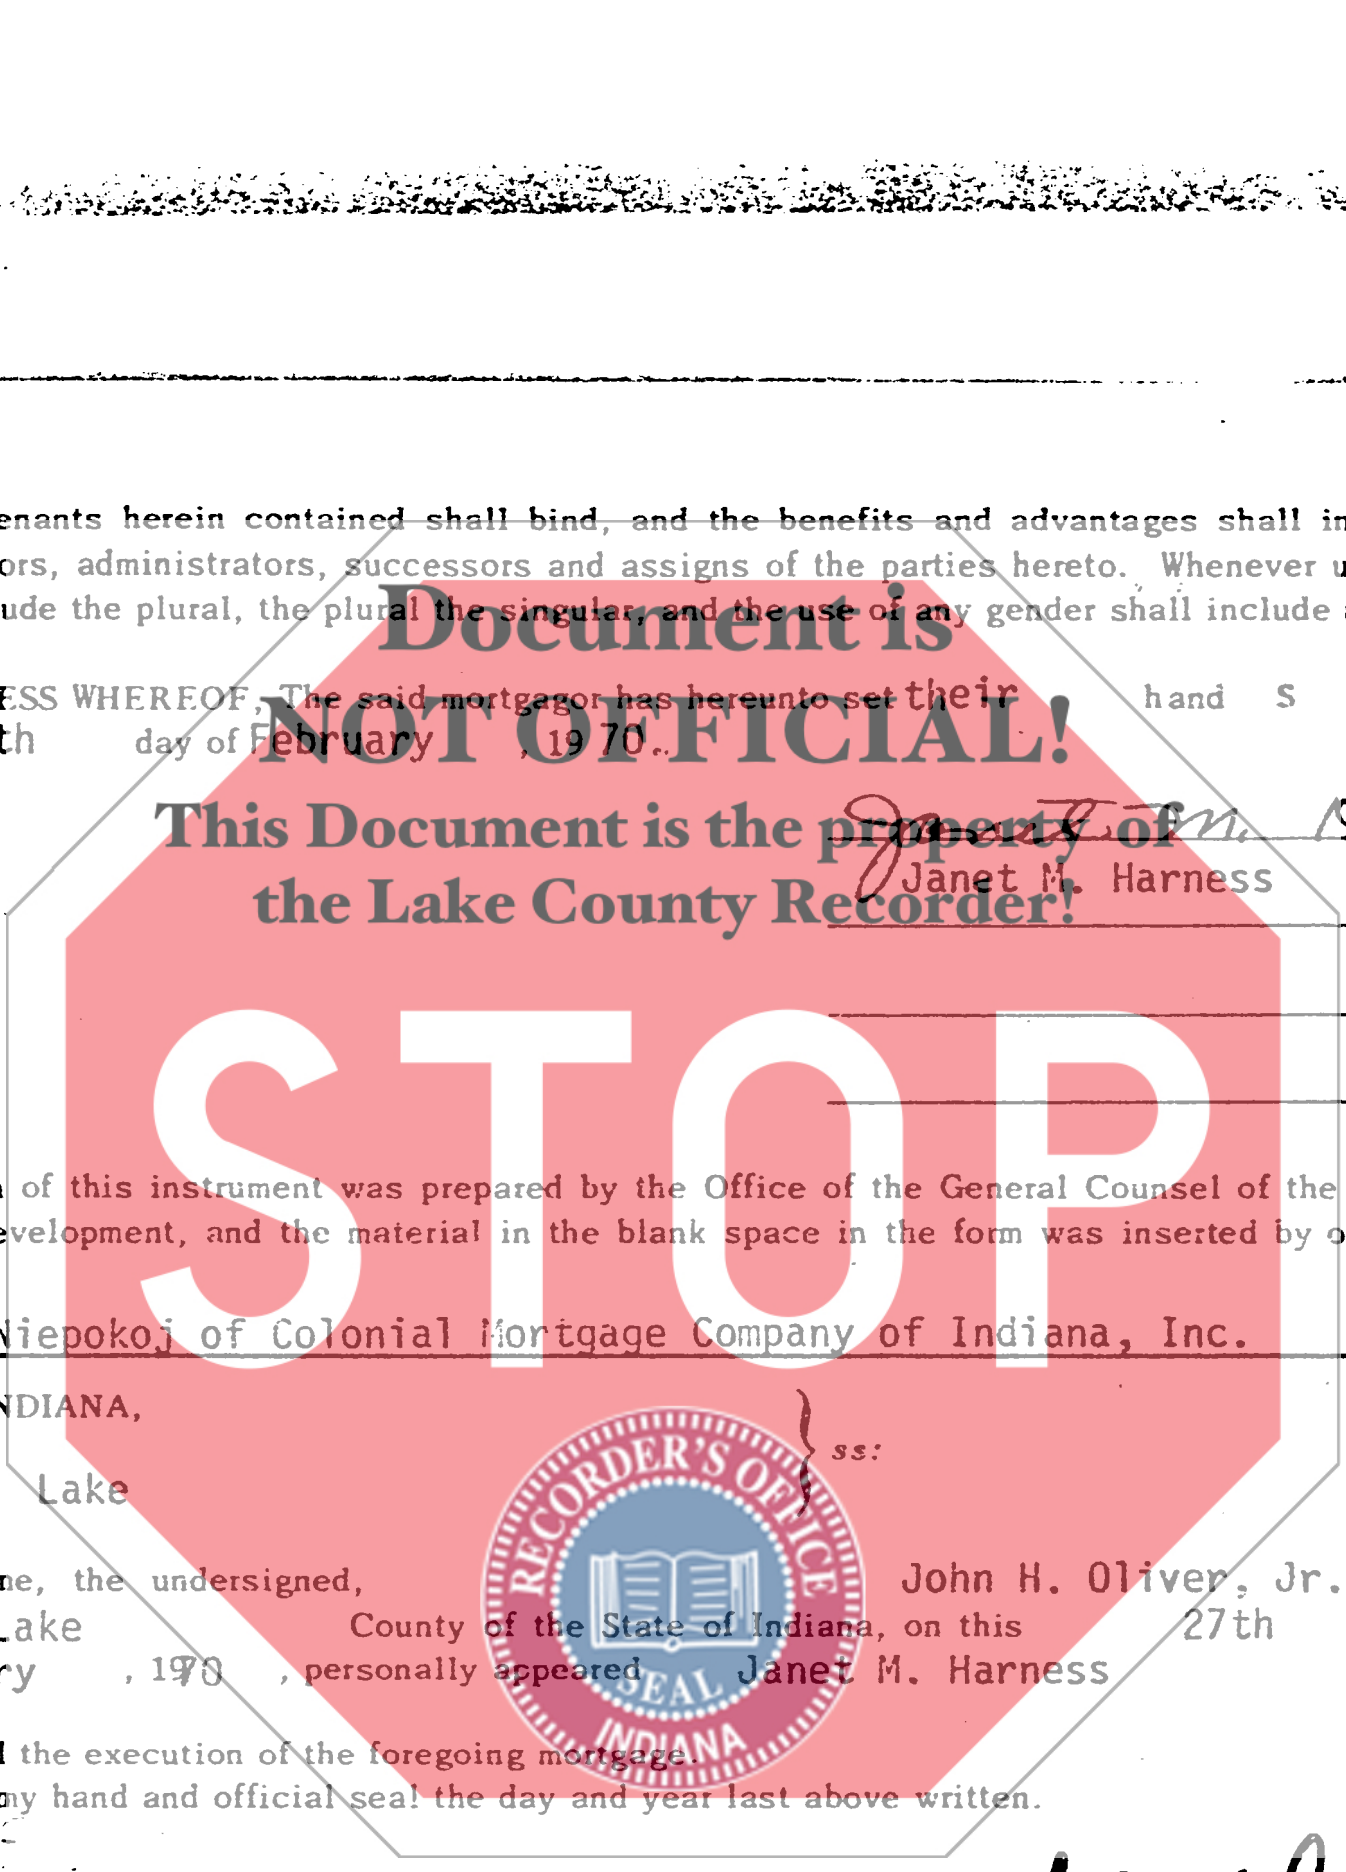 enants herein contained shall bind, and the benefits and advantages shall in
ors, administrators, successors and assigns of the parties hereto. Whenever u
ude the plural, the plural the singular, and the use of any gender shall include a
Document is
ESS WHEREOF, The said mortgagor has hereunto set their hand S
NOT OFFICIAL!
th day of February , 19 70.
This Document is the property of
Janet M.
the Lake County Recorder!
Janet M. Harness
STOP
n of this instrument was prepared by the Office of the General Counsel of the
evelopment, and the material in the blank space in the form was inserted by o
Niepokoj of Colonial Mortgage Company of Indiana, Inc.
NDIANA,
ss:
Lake
RECORDER'S OFFICE
me, the undersigned, John H. Oliver, Jr.
Lake County of the State of Indiana, on this 27th
ry , 1970 , personally appeared Janet M. Harness
SEAL
INDIANA
d the execution of the foregoing mortgage.
my hand and official seal the day and year last above written.